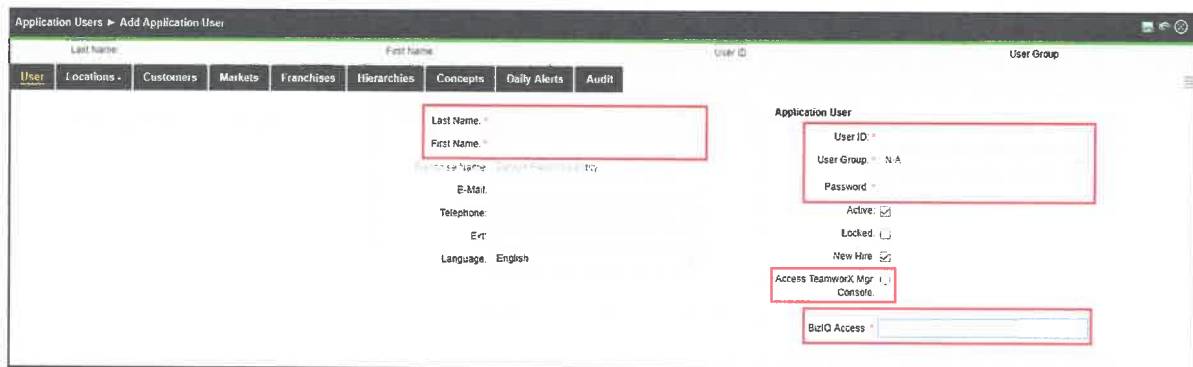 Application Users ► Add Application User
Last Name First Name User ID User Group
User Locations Customers Markets Franchises Hierarchies Concepts Daily Alerts Audit
Last Name: *
First Name: *
Name
E-Mail:
Telephone:
Ext:
Language: English
Application User
User ID: *
User Group: * N/A
Password *
Active:
Locked:
New Hire
Access TeamworX Mgr
Console:
BizIQ Access *